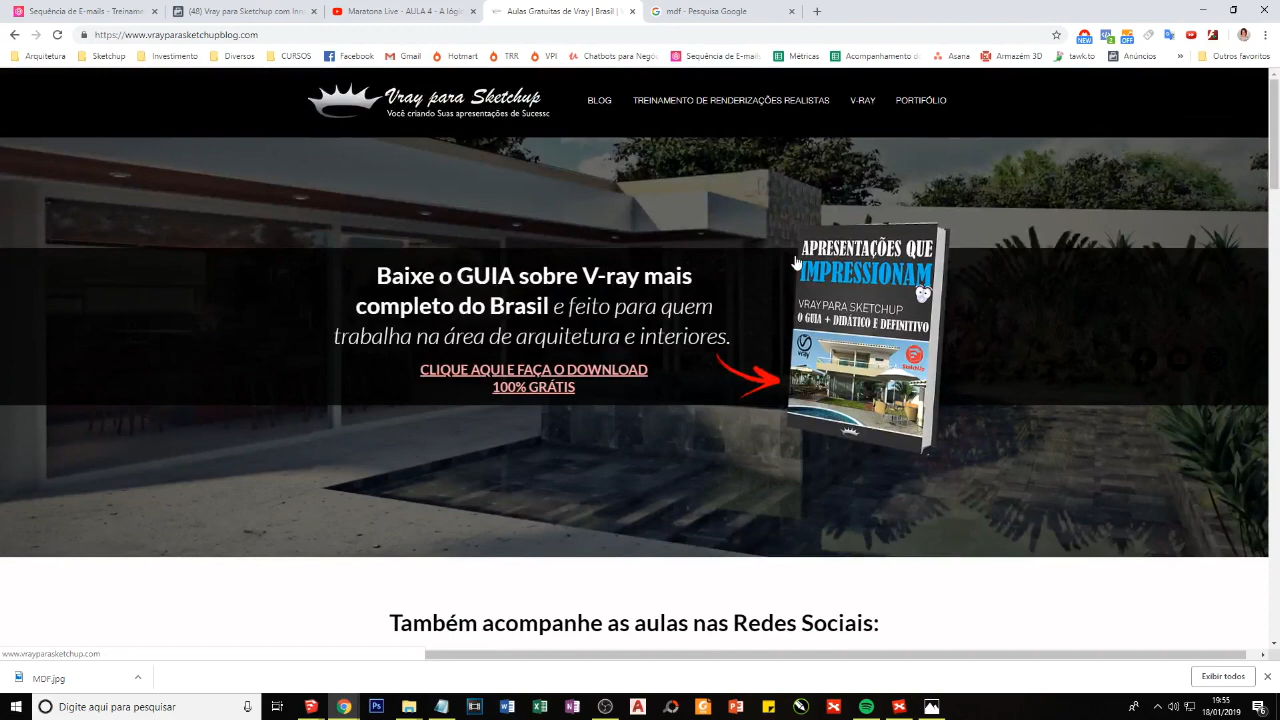 Sequência de E-mails - Treiname
(48) Vray para Sketchup com Ins
Maratona Live - AULA 4 - A lógi
Aulas Gratuitas de Vray | Brasil | V
mdf - Pesquisa Google
https://www.vrayparasketchupblog.com
Arquitetura
Sketchup
Investimento
Diversos
CURSOS
Facebook
Gmail
Hotmart
TRR
VPI
Chatbots para Nego
Sequência de E-mail
Métricas
Acompanhamento d
Asana
Armazém 3D
tawk.to
Anúncios
»
Outros favoritos
Vray para Sketchup
Você criando Suas apresentações de Sucesso
BLOG
TREINAMENTO DE RENDERIZAÇÕES REALISTAS
V-RAY
PORTIFÓLIO
APRESENTAÇÕES QUE
IMPRESSIONAM
VRAY PARA SKETCHUP
O GUIA + DIDÁTICO E DEFINITIVO
Baixe o GUIA sobre V-ray mais
completo do Brasil e feito para quem
trabalha na área de arquitetura e interiores.
CLIQUE AQUI E FAÇA O DOWNLOAD
100% GRÁTIS
Também acompanhe as aulas nas Redes Sociais:
www.vrayparasketchup.com
MDF.jpg
Exibir todos
Digite aqui para pesquisar
19:55
18/01/2019